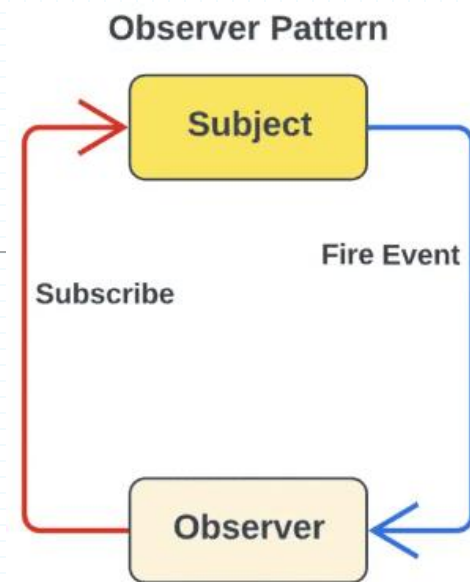 Observer Pattern
Subject
Fire Event
Subscribe
Observer